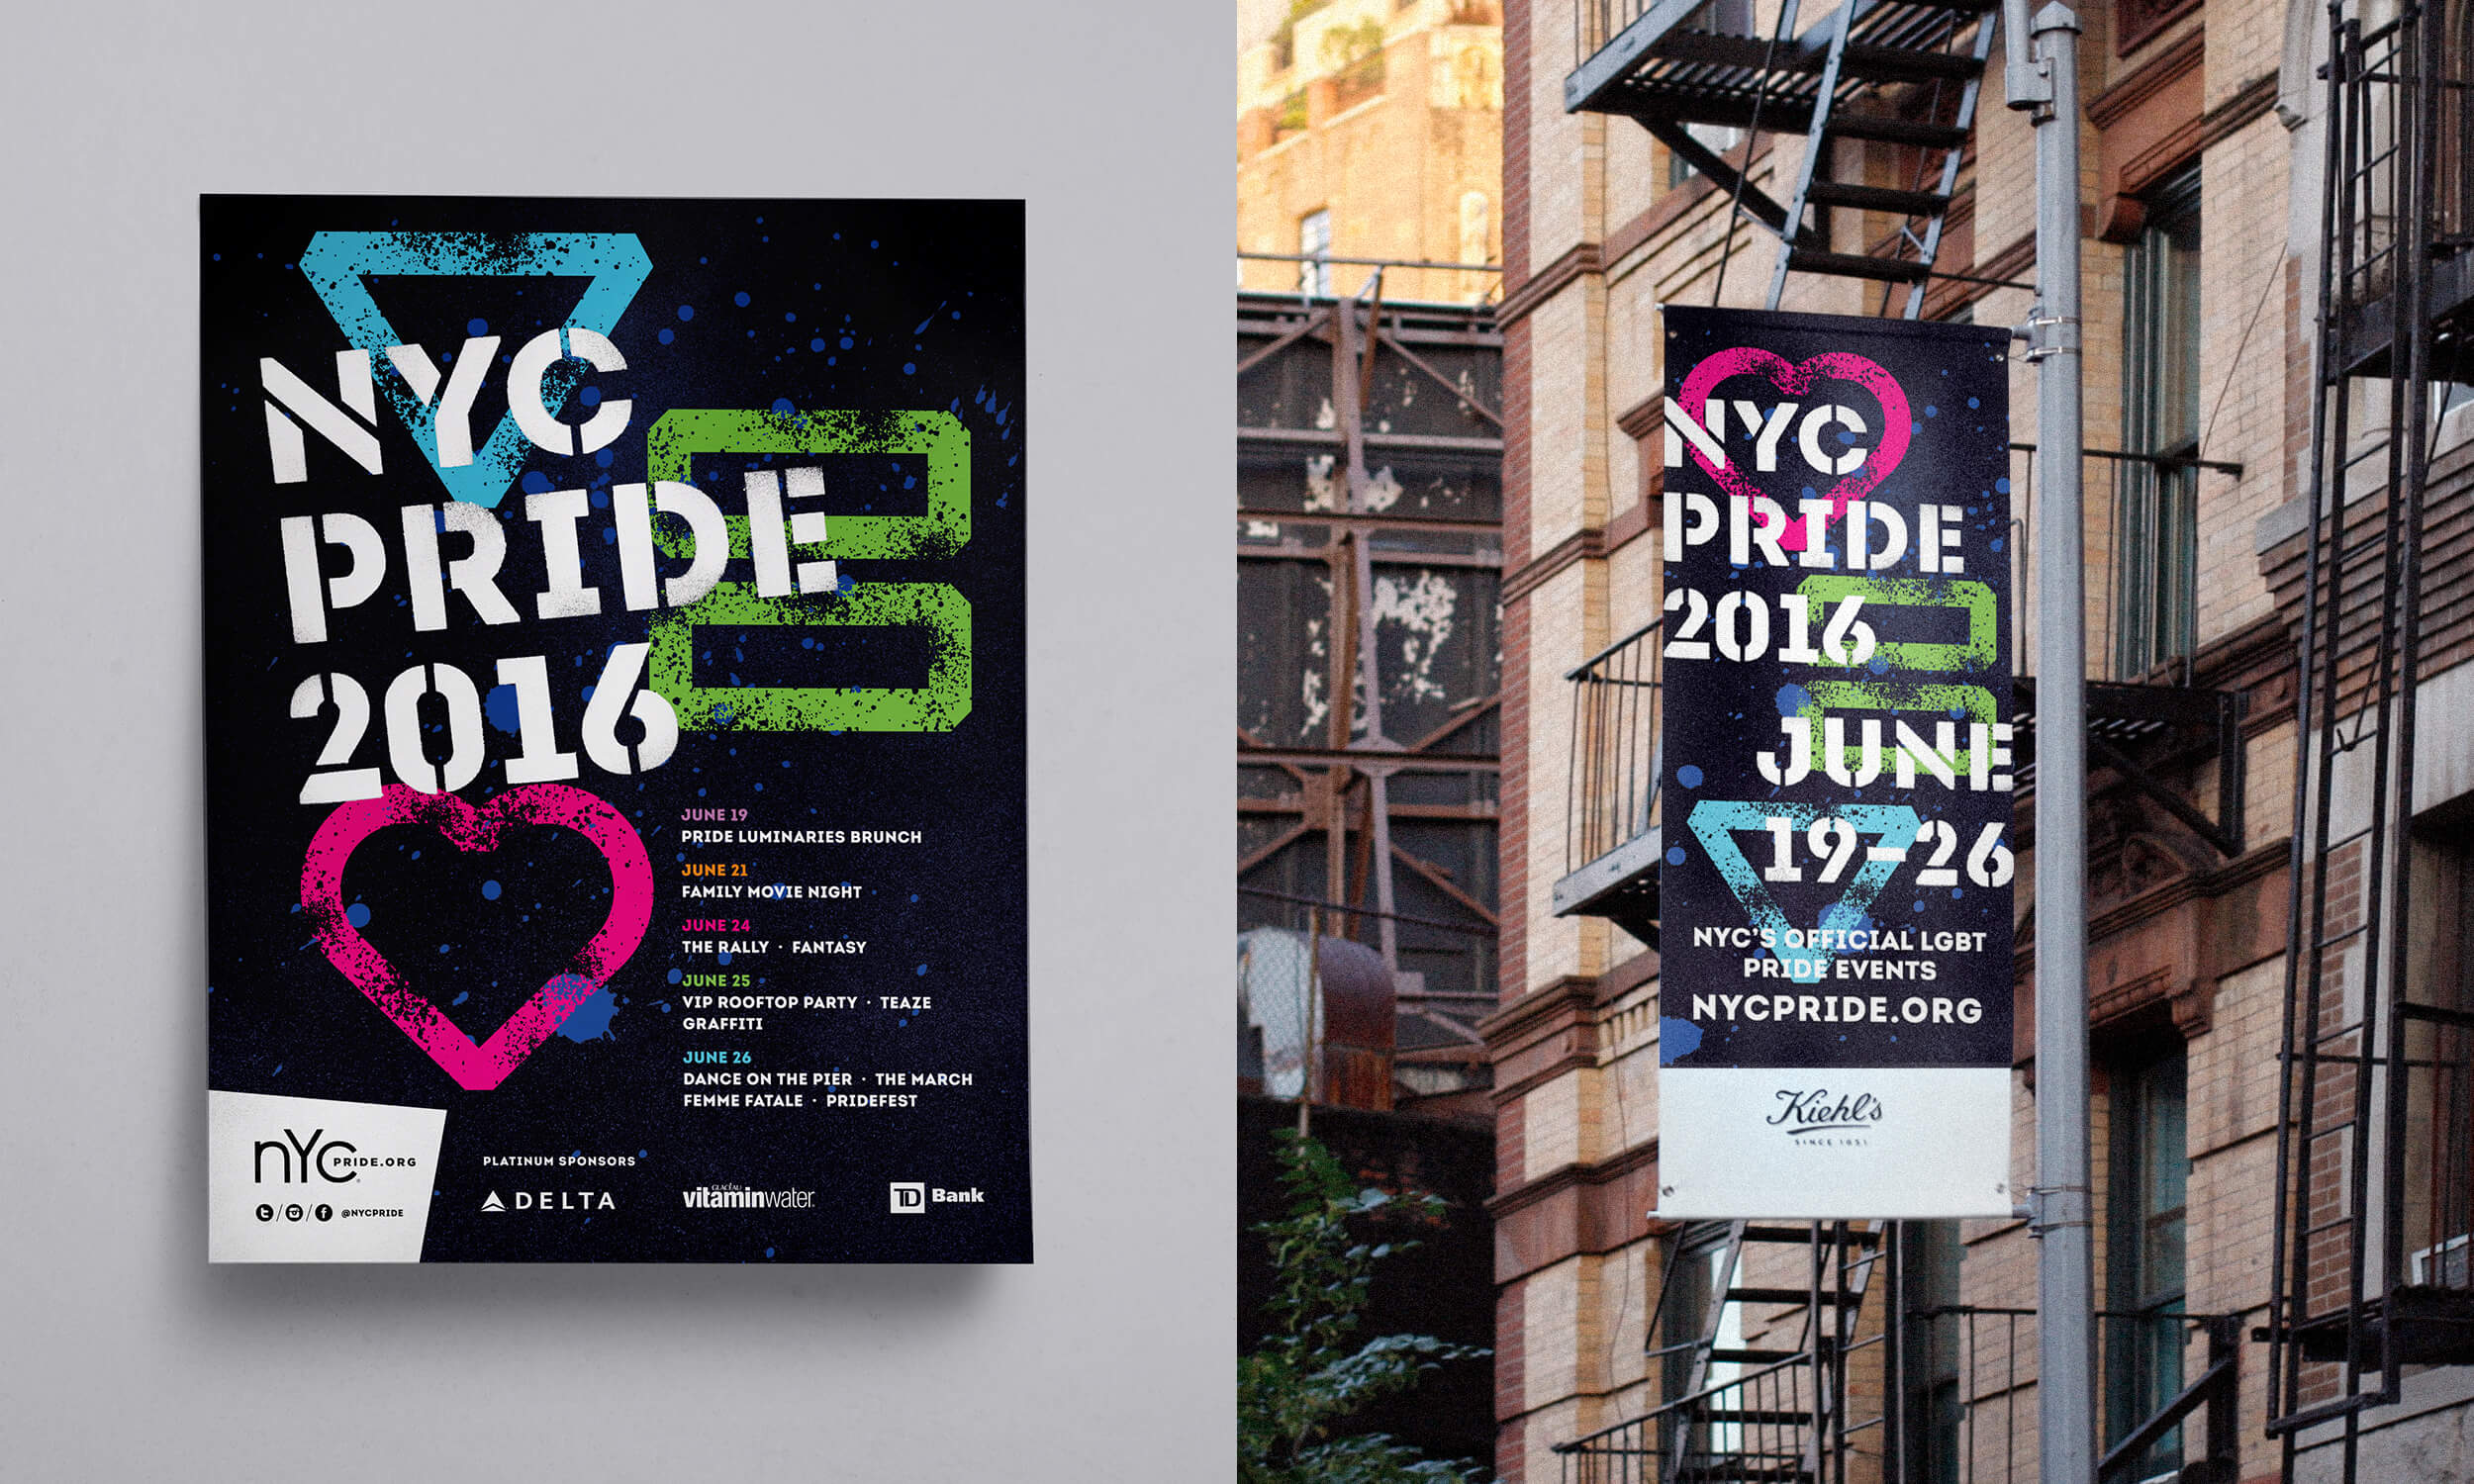 NYC
PRIDE
2016
JUNE 19
PRIDE LUMINARIES BRUNCH
JUNE 21
FAMILY MOVIE NIGHT
JUNE 24
THE RALLY · FANTASY
JUNE 25
VIP ROOFTOP PARTY · TEAZE
GRAFFITI
JUNE 26
DANCE ON THE PIER · THE MARCH
FEMME FATALE · PRIDEFEST
nYc PRIDE.ORG
@NYCPRIDE
PLATINUM SPONSORS
DELTA
GLACÉAU
vitaminwater
TD Bank
NYC
PRIDE
2016
JUNE
19-26
NYC'S OFFICIAL LGBT
PRIDE EVENTS
NYCPRIDE.ORG
Kiehl's
SINCE 1851